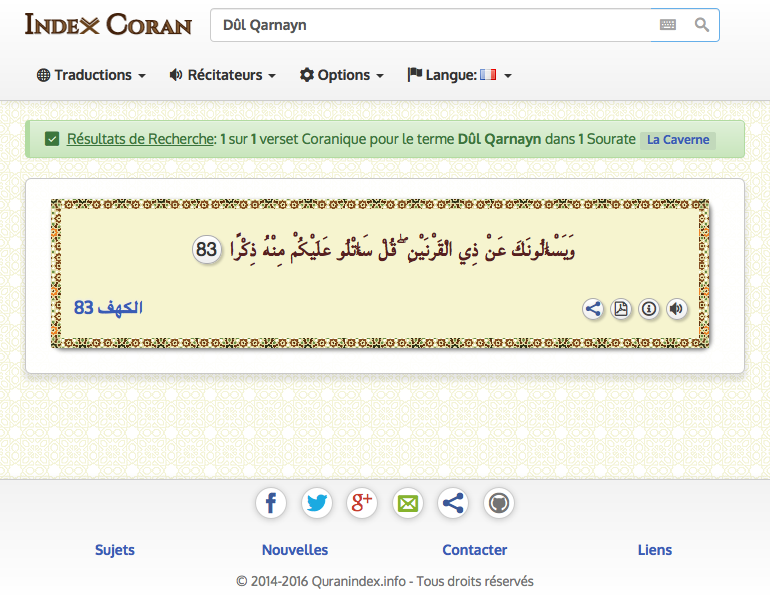 Index Coran
Dûl Qarnayn
Traductions Récitateurs Options Langue:
Résultats de Recherche: 1 sur 1 verset Coranique pour le terme Dûl Qarnayn dans 1 Sourate La Caverne
وَيَسْأَلُونَكَ عَنْ ذِي الْقَرْنَيْنِ ۖ قُلْ سَأَتْلُو عَلَيْكُمْ مِنْهُ ذِكْرًا 83
الكهف 83
Sujets Nouvelles Contacter Liens
© 2014-2016 Quranindex.info - Tous droits réservés